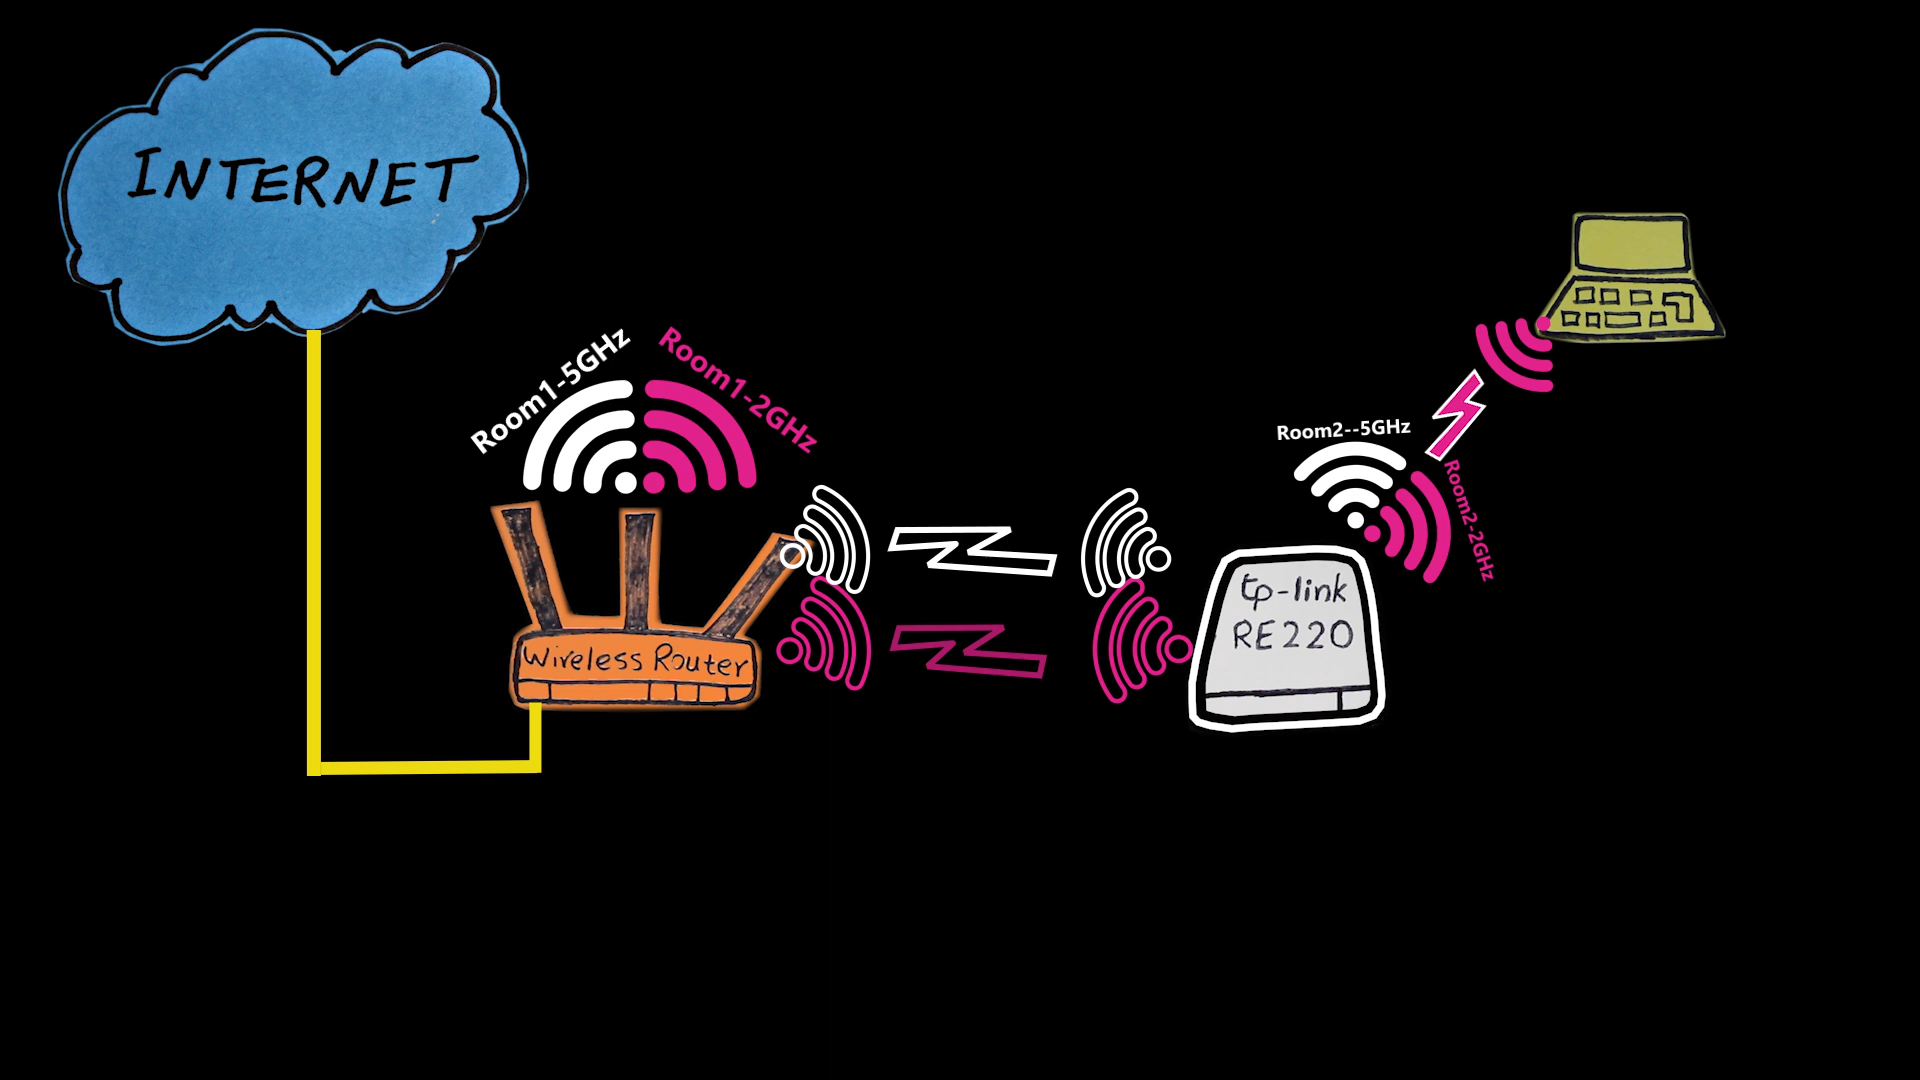 INTERNET
Room1-5GHz
Room1-2GHz
Room2--5GHz
Room2-2GHz
Wireless Router
tp-link
RE220